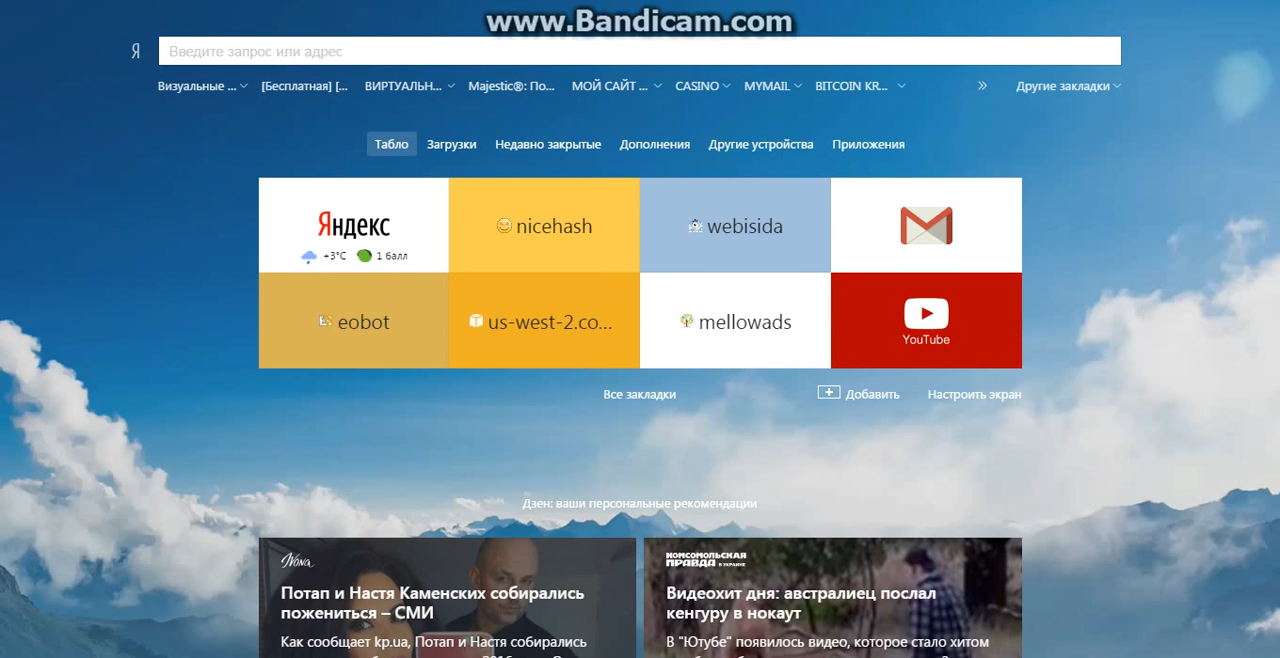 www.Bandicam.com
Я Введите запрос или адрес
Визуальные ... [Бесплатная] [... ВИРТУАЛЬН... Majestic®: По... МОЙ САЙТ ... CASINO MYMAIL BITCOIN KR... » Другие закладки
Табло Загрузки Недавно закрытые Дополнения Другие устройства Приложения
Яндекс nicehash webisida
+3°C 1 балл
eobot us-west-2.co... mellowads YouTube
Все закладки Добавить Настроить экран
Дзен: ваши персональные рекомендации
Nona
Потап и Настя Каменских собирались
пожениться – СМИ
Как сообщает kp.ua, Потап и Настя собирались
КОМСОМОЛЬСКАЯ
ПРАВДА В УКРАИНЕ
Видеохит дня: австралиец послал
кенгуру в нокаут
В "Ютубе" появилось видео, которое стало хитом